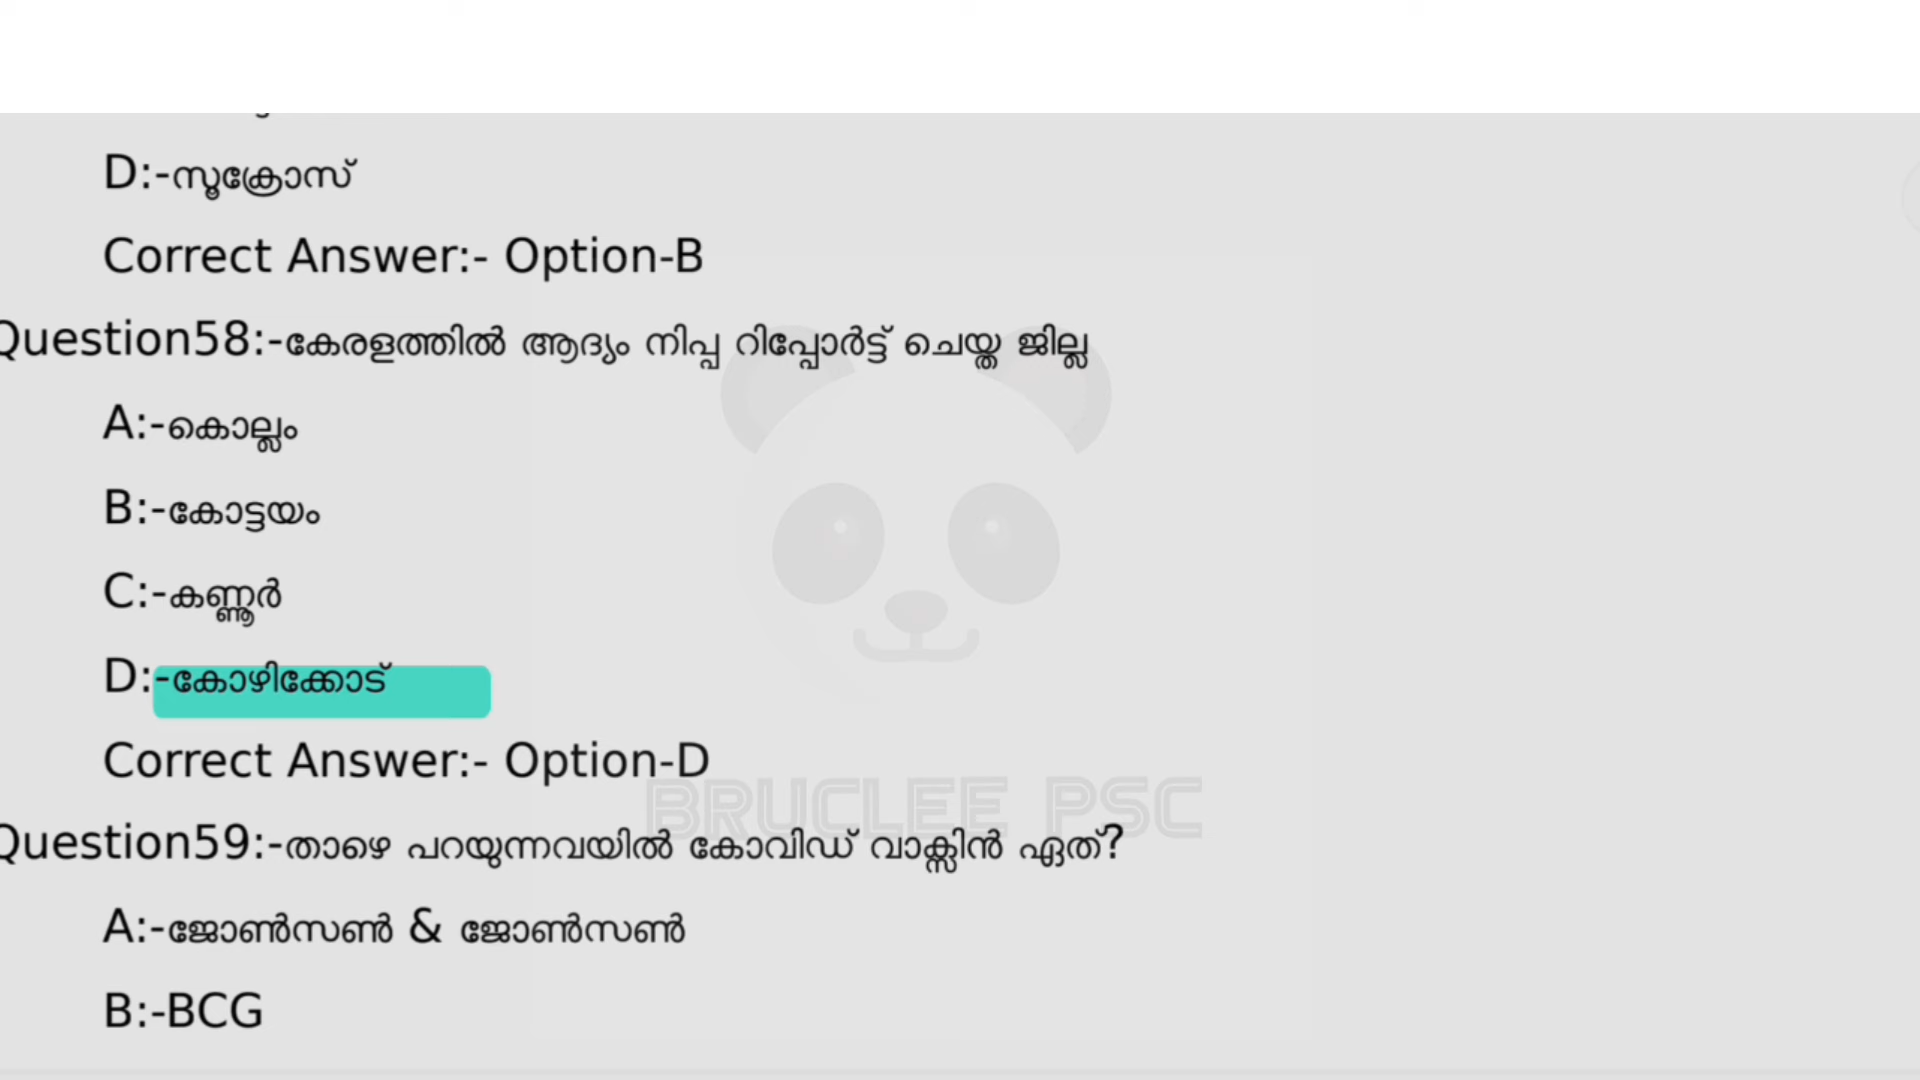 D:-സൂക്രോസ്
Correct Answer:- Option-B
Question58:-കേരളത്തിൽ ആദ്യം നിപ്പ റിപ്പോർട്ട് ചെയ്ത ജില്ല
A:-കൊല്ലം
B:-കോട്ടയം
C:-കണ്ണൂർ
D:-കോഴിക്കോട്
Correct Answer:- Option-D
BRUCLEE PSC
Question59:-താഴെ പറയുന്നവയിൽ കോവിഡ് വാക്സിൻ ഏത്?
A:-ജോൺസൺ & ജോൺസൺ
B:-BCG